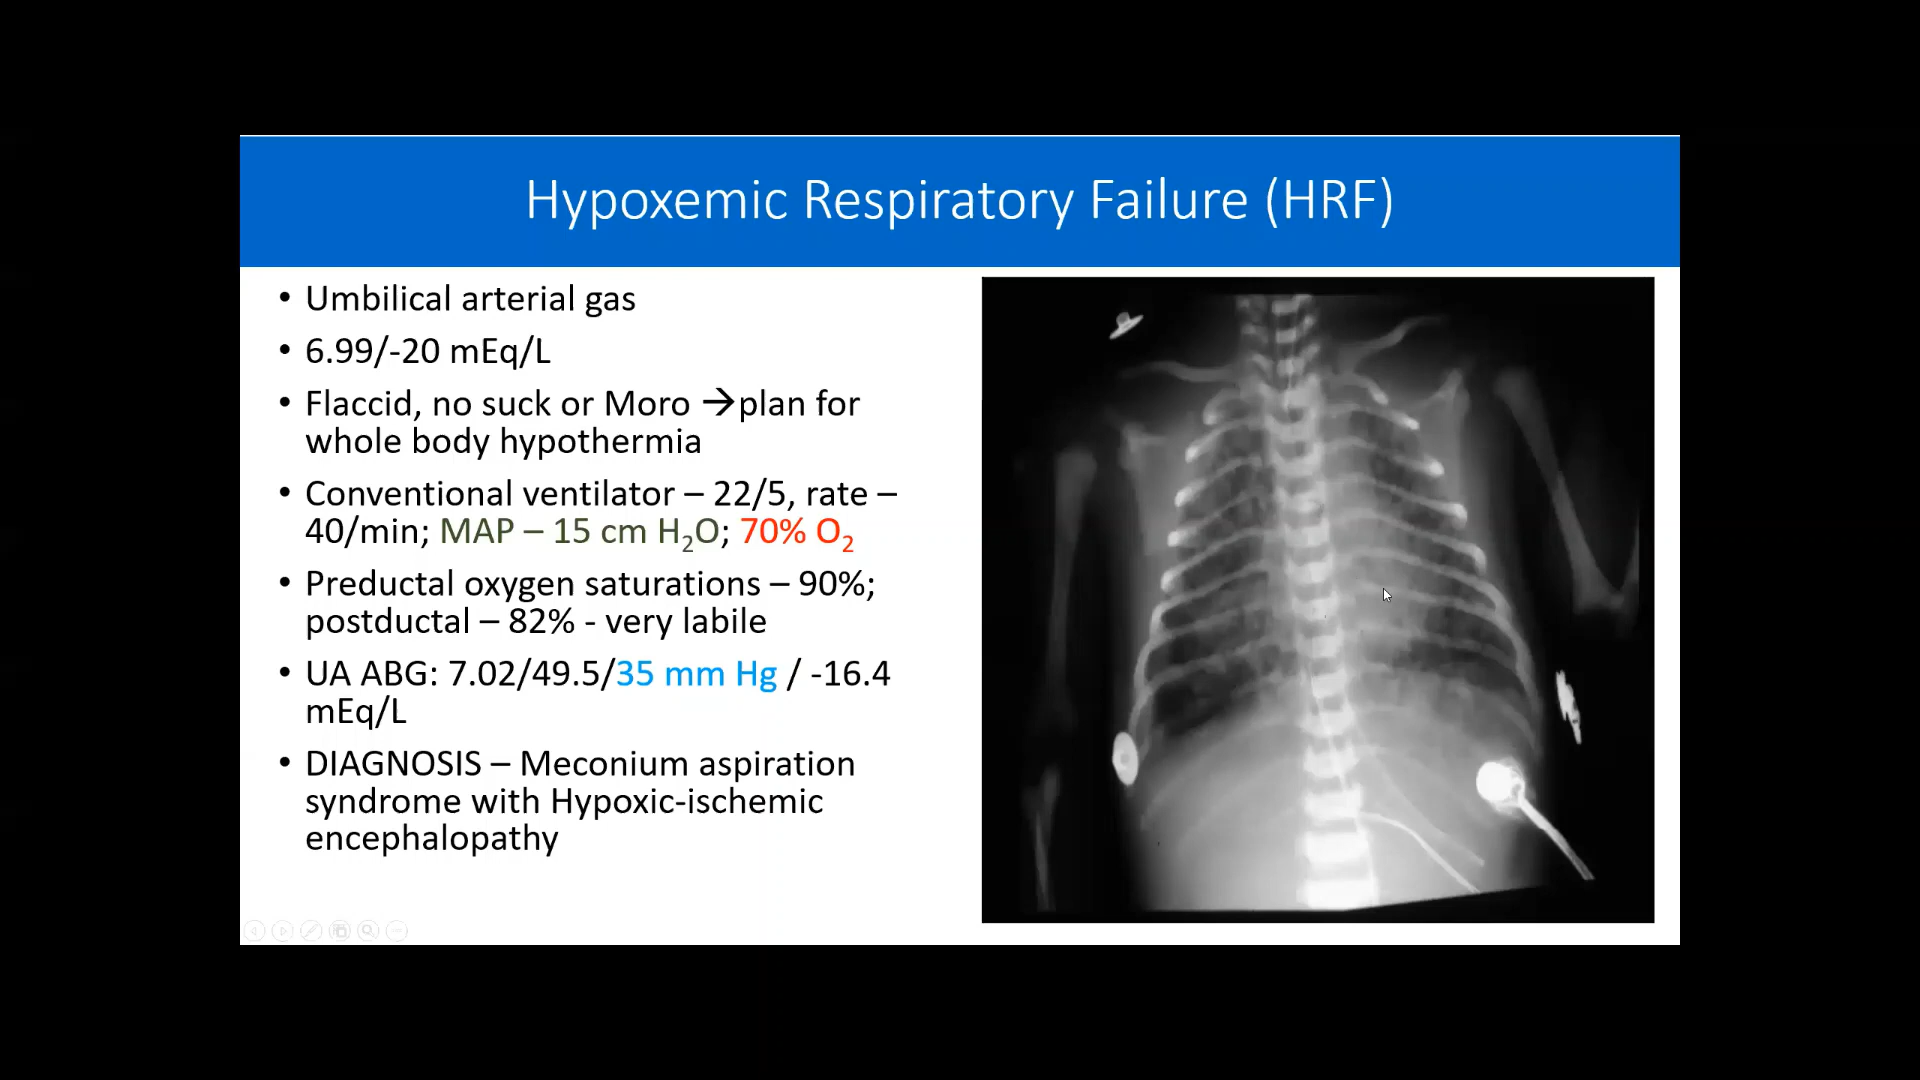 Hypoxemic Respiratory Failure (HRF)
• Umbilical arterial gas
• 6.99/-20 mEq/L
• Flaccid, no suck or Moro →plan for
whole body hypothermia
• Conventional ventilator – 22/5, rate –
40/min; MAP – 15 cm H₂O; 70% O₂
• Preductal oxygen saturations – 90%;
postductal – 82% - very labile
• UA ABG: 7.02/49.5/35 mm Hg / -16.4
mEq/L
• DIAGNOSIS – Meconium aspiration
syndrome with Hypoxic-ischemic
encephalopathy